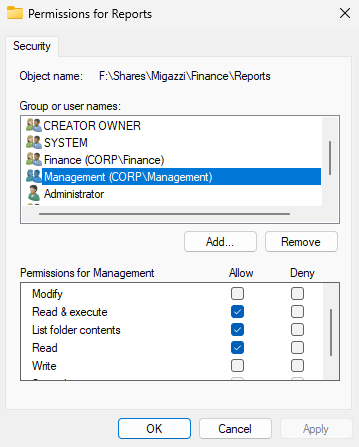 Permissions for Reports
Security
Object name: F:\Shares\Migazzi\Finance\Reports
Group or user names:
CREATOR OWNER
SYSTEM
Finance (CORP\Finance)
Management (CORP\Management)
Administrator
Add... Remove
Permissions for Management Allow Deny
Modify
Read & execute
List folder contents
Read
Write
OK Cancel Apply